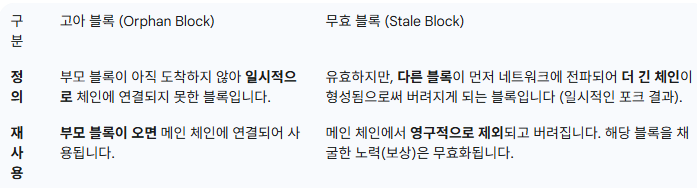 구
분
고아 블록 (Orphan Block)
무효 블록 (Stale Block)
정
의
부모 블록이 아직 도착하지 않아 일시적으
로 체인에 연결되지 못한 블록입니다.
유효하지만, 다른 블록이 먼저 네트워크에 전파되어 더 긴 체인이
형성됨으로써 버려지게 되는 블록입니다 (일시적인 포크 결과).
재
사
용
부모 블록이 오면 메인 체인에 연결되어 사
용됩니다.
메인 체인에서 영구적으로 제외되고 버려집니다. 해당 블록을 채
굴한 노력(보상)은 무효화됩니다.